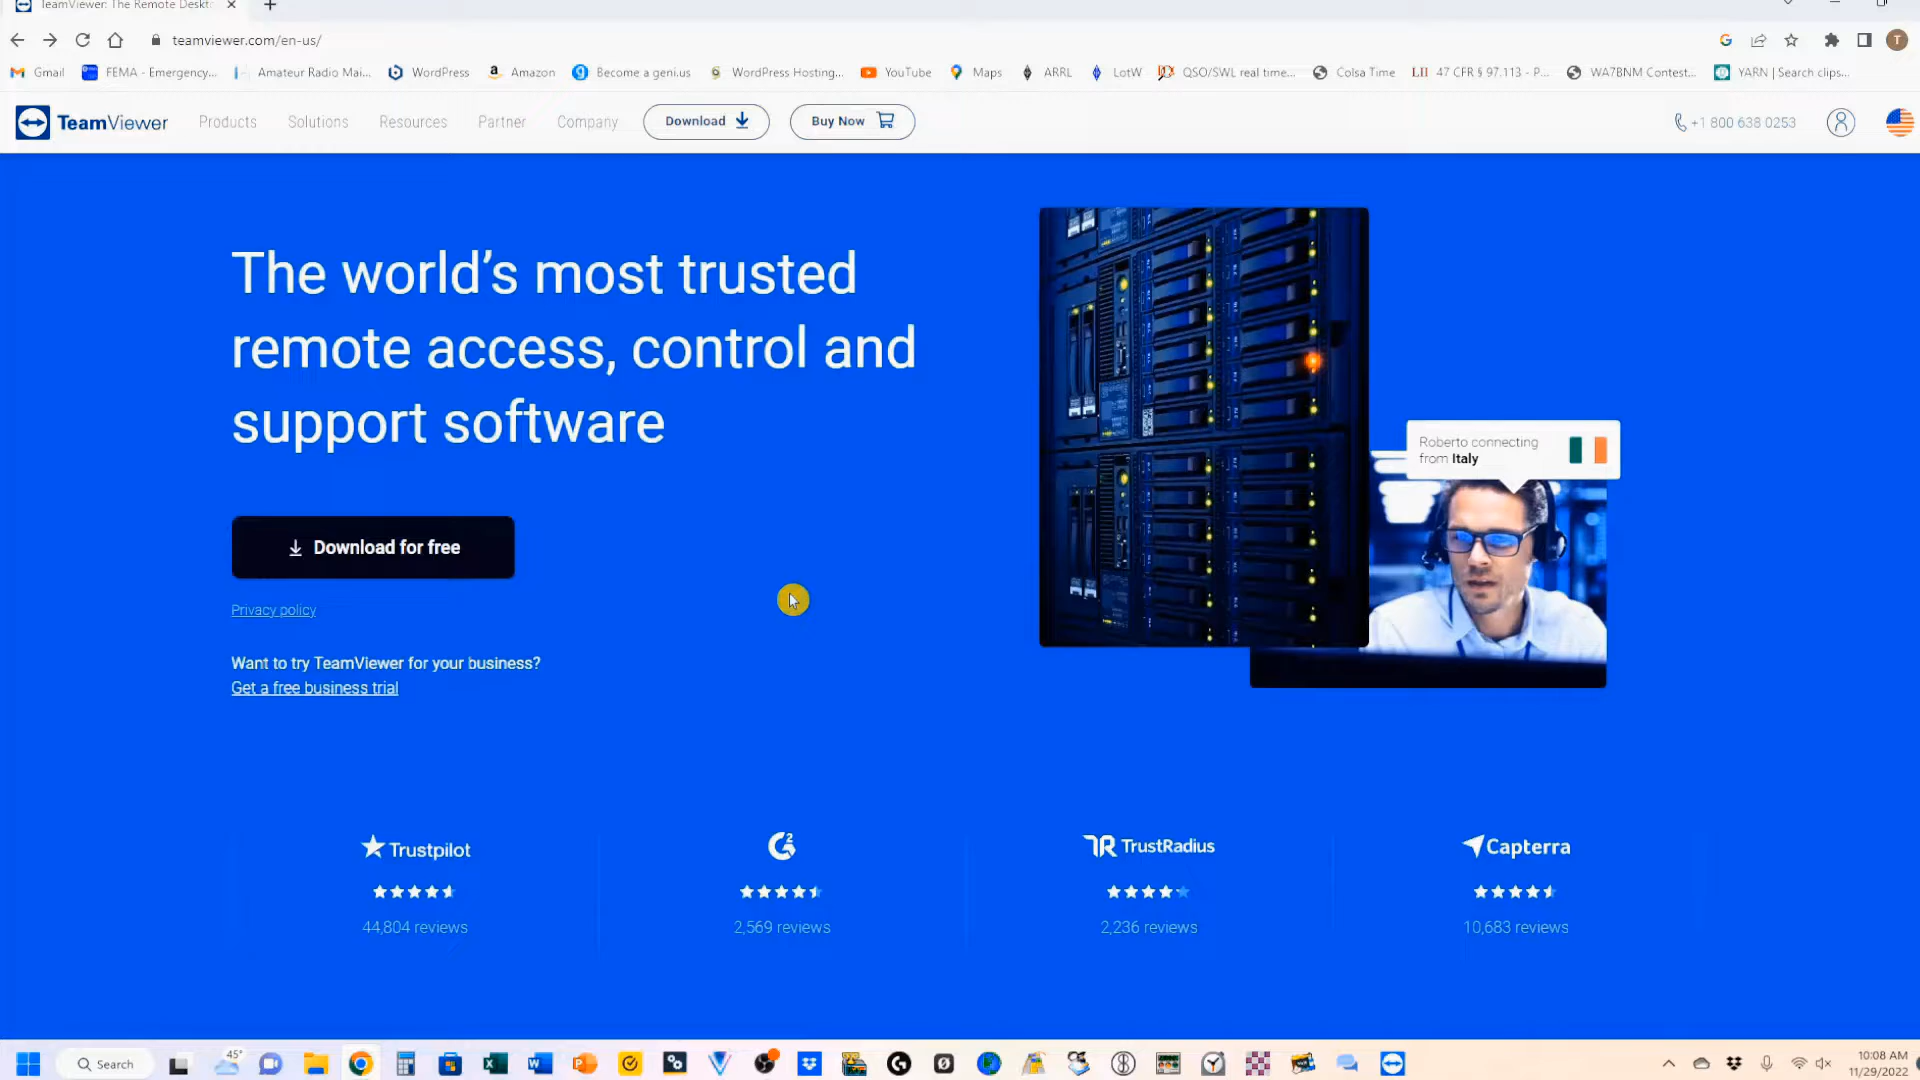 TeamViewer: The Remote Deskt
teamviewer.com/en-us/
T
Gmail
FEMA - Emergency...
Amateur Radio Mai...
WordPress
Amazon
Become a geni.us
WordPress Hosting...
YouTube
Maps
ARRL
LotW
QSO/SWL real time...
Colsa Time
LII 47 CFR § 97.113 - P...
WA7BNM Contest...
YARN | Search clips...
TeamViewer
Products
Solutions
Resources
Partner
Company
Download
Buy Now
+1 800 638 0253
The world's most trusted
remote access, control and
support software
Roberto connecting
from Italy
Download for free
Privacy policy
Want to try TeamViewer for your business?
Get a free business trial
Trustpilot
44,804 reviews
G2
2,569 reviews
TR TrustRadius
2,236 reviews
Capterra
10,683 reviews
Search
45°
10:08 AM
11/29/2022